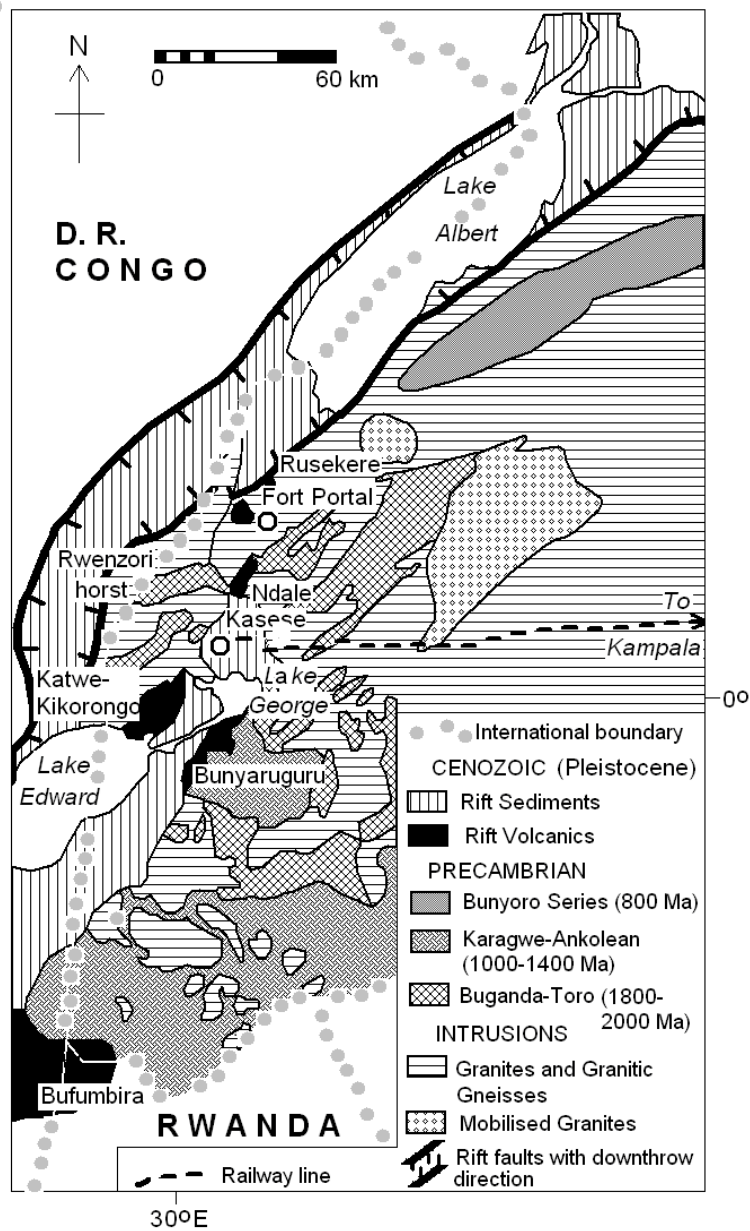 N
0 60 km
Lake
Albert
D. R.
CONGO
Rusekere
Fort Portal
Rwenzori
horst
Ndale
Kasese
To
Kampala
Katwe-
Kikorongo
Lake
George
0º
Lake
Edward
Bunyaruguru
International boundary
CENOZOIC (Pleistocene)
Rift Sediments
Rift Volcanics
PRECAMBRIAN
Bunyoro Series (800 Ma)
Karagwe-Ankolean
(1000-1400 Ma)
Buganda-Toro (1800-
2000 Ma)
INTRUSIONS
Granites and Granitic
Gneisses
Mobilised Granites
Rift faults with downthrow
direction
Bufumbira
RWANDA
Railway line
30ºE